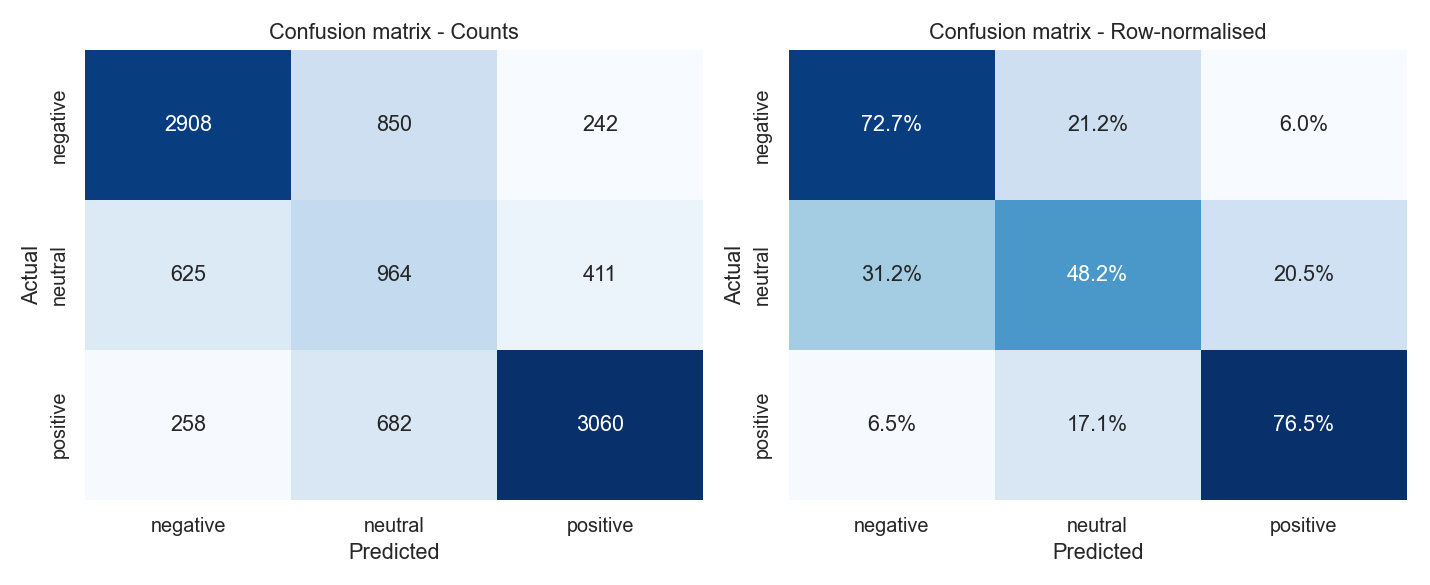 Confusion matrix - Counts
negative 2908 850 242
Actual
neutral 625 964 411
positive 258 682 3060
negative neutral positive
Predicted
Confusion matrix - Row-normalised
negative 72.7% 21.2% 6.0%
Actual
neutral 31.2% 48.2% 20.5%
positive 6.5% 17.1% 76.5%
negative neutral positive
Predicted